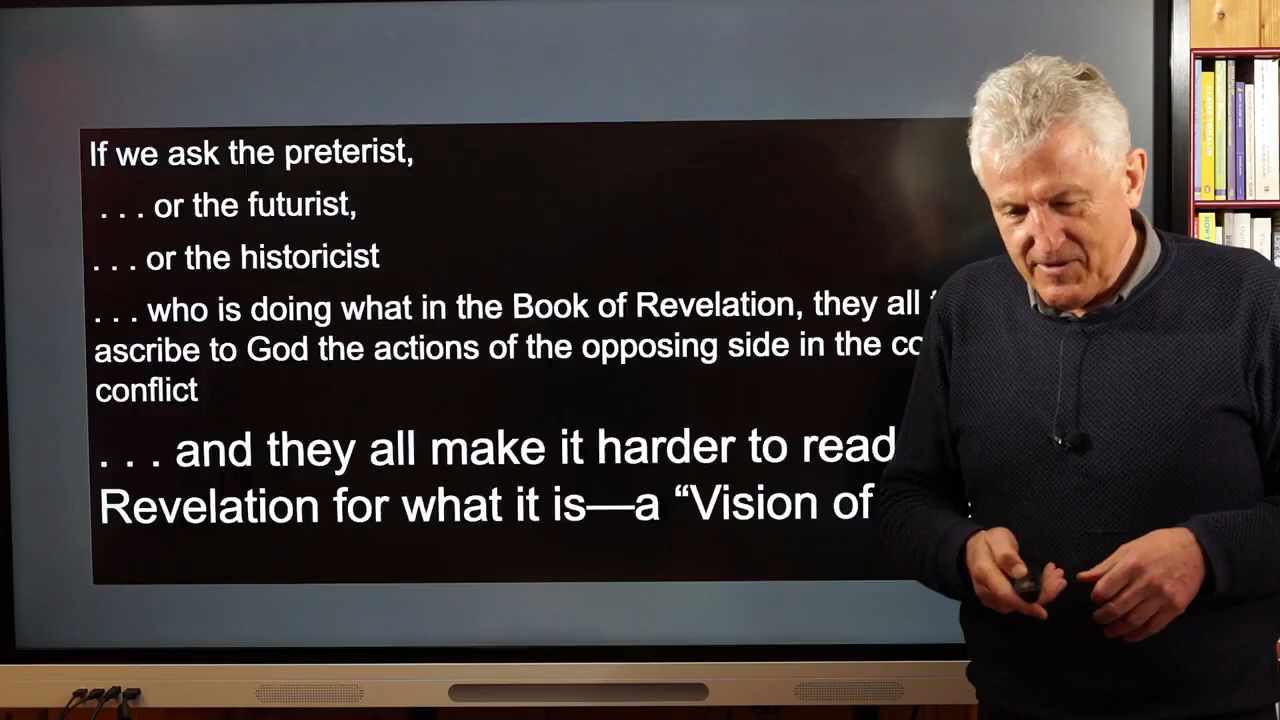 If we ask the preterist,
. . . or the futurist,
. . . or the historicist
. . . who is doing what in the Book of Revelation, they all
ascribe to God the actions of the opposing side in the
conflict
. . . and they all make it harder to read
Revelation for what it is—a “Vision of